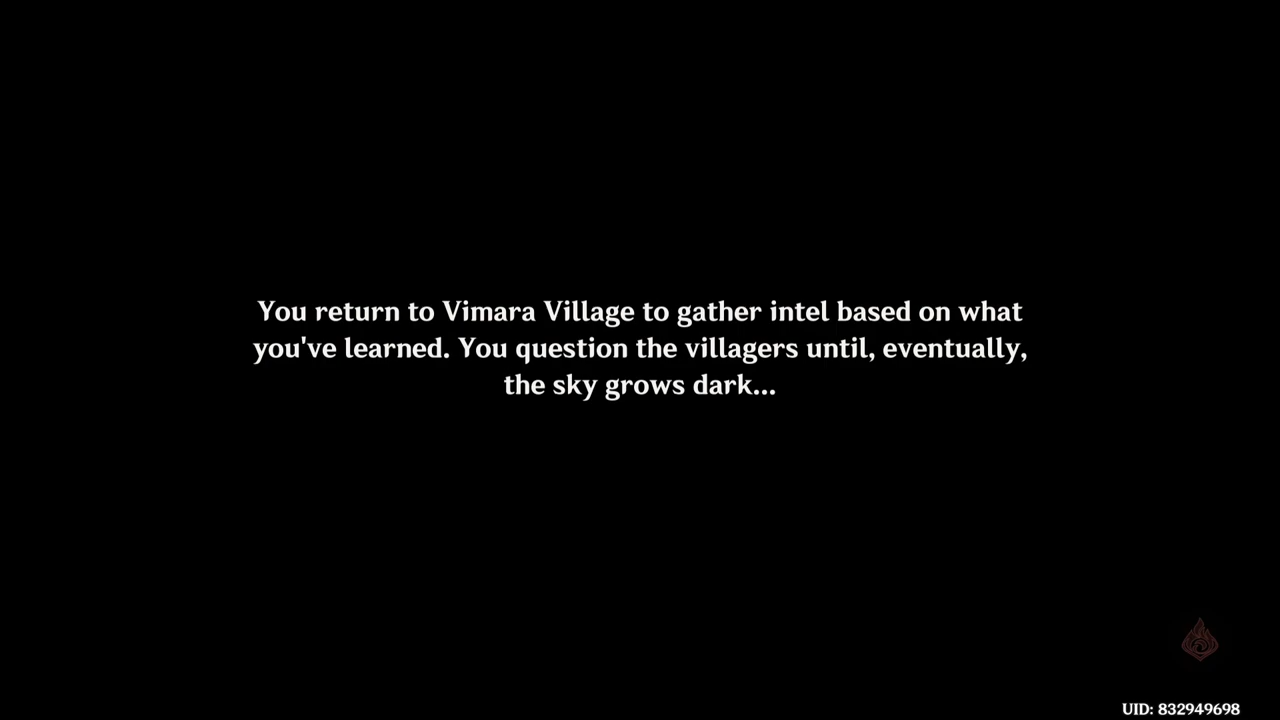 You return to Vimara Village to gather intel based on what
you've learned. You question the villagers until, eventually,
the sky grows dark...
UID: 832949698